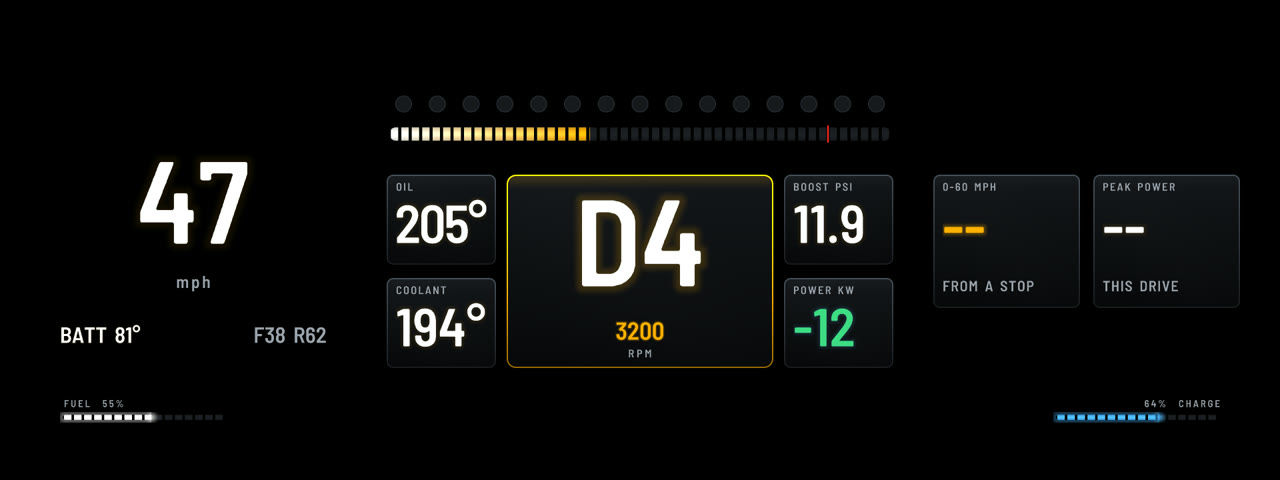 47
mph
BATT 81°
F38 R62
FUEL 55%
OIL
205°
COOLANT
194°
D4
3200
RPM
BOOST PSI
11.9
POWER KW
-12
0-60 MPH
--
FROM A STOP
PEAK POWER
--
THIS DRIVE
64% CHARGE